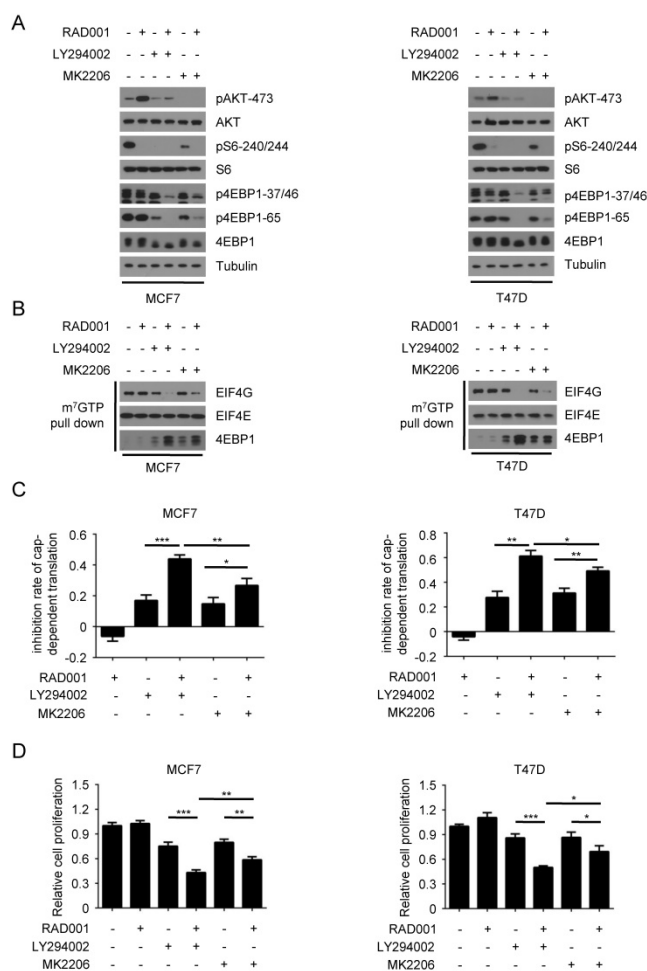 A
RAD001 - + - + - + RAD001 - + - + - +
LY294002 - - + + - - LY294002 - - + + - -
MK2206 - - - - + + MK2206 - - - - + +
pAKT-473 pAKT-473
AKT AKT
pS6-240/244 pS6-240/244
S6 S6
p4EBP1-37/46 p4EBP1-37/46
p4EBP1-65 p4EBP1-65
4EBP1 4EBP1
Tubulin Tubulin
MCF7 T47D
B
RAD001 - + - + - + RAD001 - + - + - +
LY294002 - - + + - - LY294002 - - + + - -
MK2206 - - - - + + MK2206 - - - - + +
m7GTP pull down EIF4G m7GTP pull down EIF4G
EIF4E EIF4E
4EBP1 4EBP1
MCF7 T47D
C
MCF7 T47D
inhibition rate of cap-dependent translation inhibition rate of cap-dependent translation
0.6 0.8
0.4 0.6
0.2 0.4
0 0.2
-0.2 0
-0.2
*** ** * ** * **
RAD001 + - + - + RAD001 + - + - +
LY294002 - + + - - LY294002 - + + - -
MK2206 - - - + + MK2206 - - - + +
D
MCF7 T47D
Relative cell proliferation Relative cell proliferation
1.5 1.5
1.2 1.2
0.9 0.9
0.6 0.6
0.3 0.3
0 0
*** ** ** *** * *
RAD001 - + - + - + RAD001 - + - + - +
LY294002 - - + + - - LY294002 - - + + - -
MK2206 - - - - + + MK2206 - - - - + +